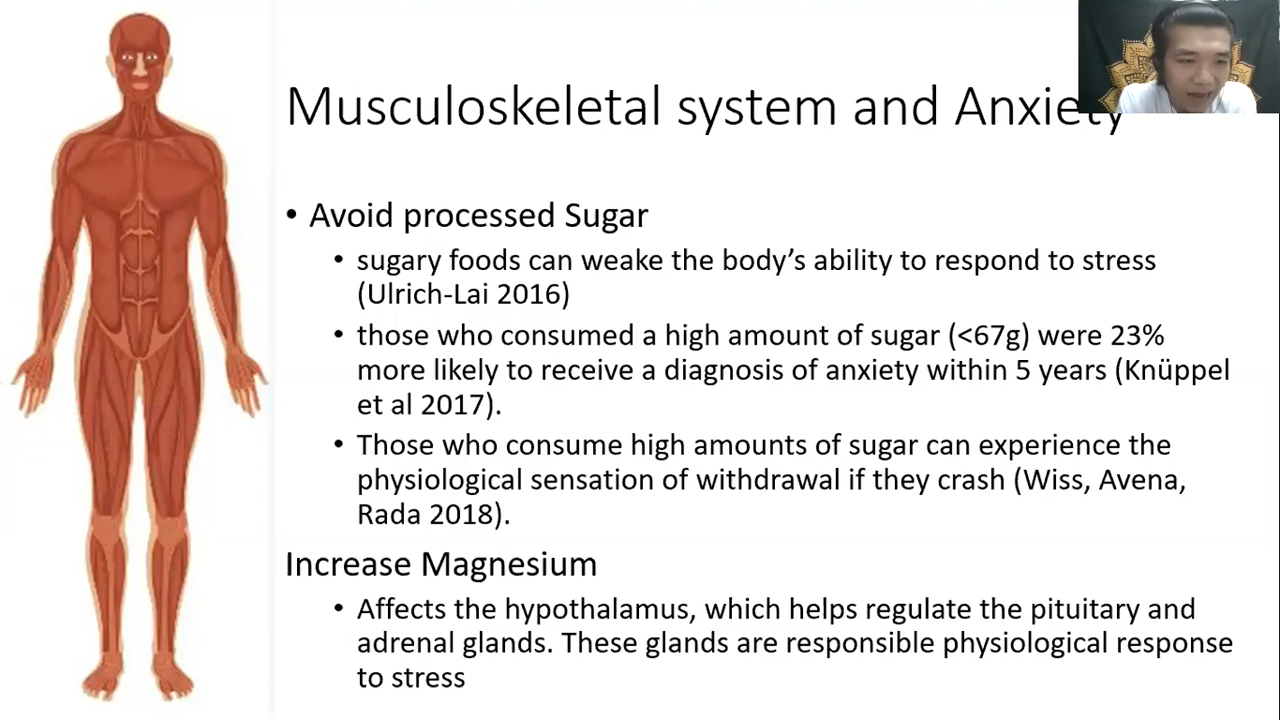 Musculoskeletal system and Anxiety
• Avoid processed Sugar
• sugary foods can weake the body’s ability to respond to stress
(Ulrich-Lai 2016)
• those who consumed a high amount of sugar (<67g) were 23%
more likely to receive a diagnosis of anxiety within 5 years (Knüppel
et al 2017).
• Those who consume high amounts of sugar can experience the
physiological sensation of withdrawal if they crash (Wiss, Avena,
Rada 2018).
Increase Magnesium
• Affects the hypothalamus, which helps regulate the pituitary and
adrenal glands. These glands are responsible physiological response
to stress